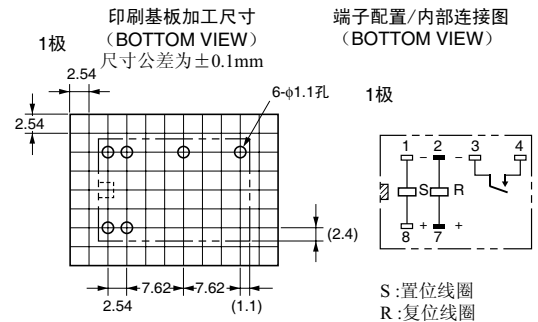 印刷基板加工尺寸
1极
（BOTTOM VIEW）
尺寸公差为±0.1mm
2.54
2.54
6-φ1.1孔
(2.4)
7.62
7.62
2.54
(1.1)
端子配置/内部连接图
（BOTTOM VIEW）
1极
1 2 3 4
− −
S R
+ +
8 7
S :置位线圈
R :复位线圈